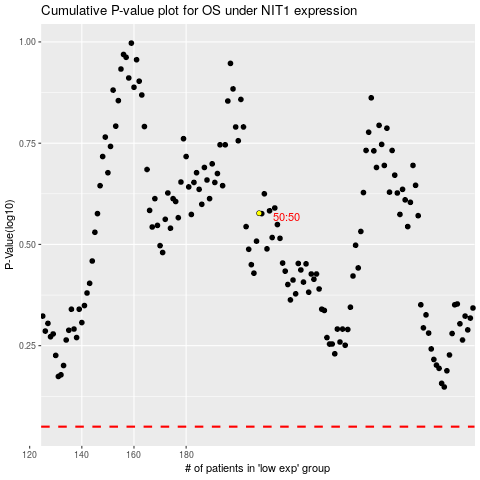 Cumulative P-value plot for OS under NIT1 expression
1.00
0.75
0.50
0.25
P-Value(log10)
50:50
120 140 160 180
# of patients in 'low exp' group